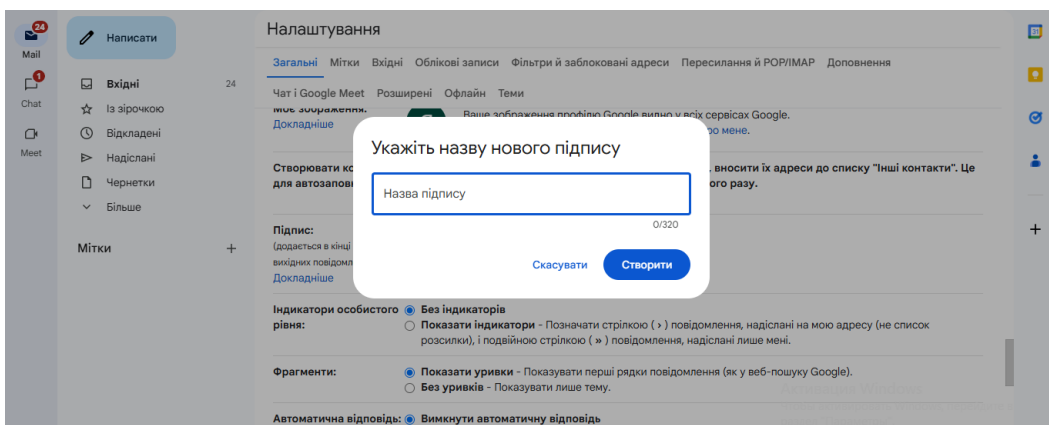 24
Mail
1
Chat
Meet
Написати
Вхідні 24
Із зірочкою
Відкладені
Надіслані
Чернетки
Більше
Мітки +
Налаштування
Загальні Мітки Вхідні Облікові записи Фільтри й заблоковані адреси Пересилання й POP/IMAP Доповнення
Чат і Google Meet Розширені Офлайн Теми
Моє зображення:
Докладніше
Ваше зображення профілю Google видно у всіх сервісах Google.
ро мене.
Створювати ко
для автозапов
вносити їх адреси до списку "Інші контакти". Це
ого разу.
Укажіть назву нового підпису
Назва підпису
0/320
Скасувати Створити
Підпис:
(додається в кінці
вихідних повідомл
Докладніше
Індикатори особистого рівня:
Без індикаторів
Показати індикатори - Позначати стрілкою ( › ) повідомлення, надіслані на мою адресу (не список
розсилки), і подвійною стрілкою ( » ) повідомлення, надіслані лише мені.
Фрагменти:
Показати уривки - Показувати перші рядки повідомлення (як у веб-пошуку Google).
Без уривків - Показувати лише тему.
Автоматична відповідь: Вимкнути автоматичну відповідь
31
+